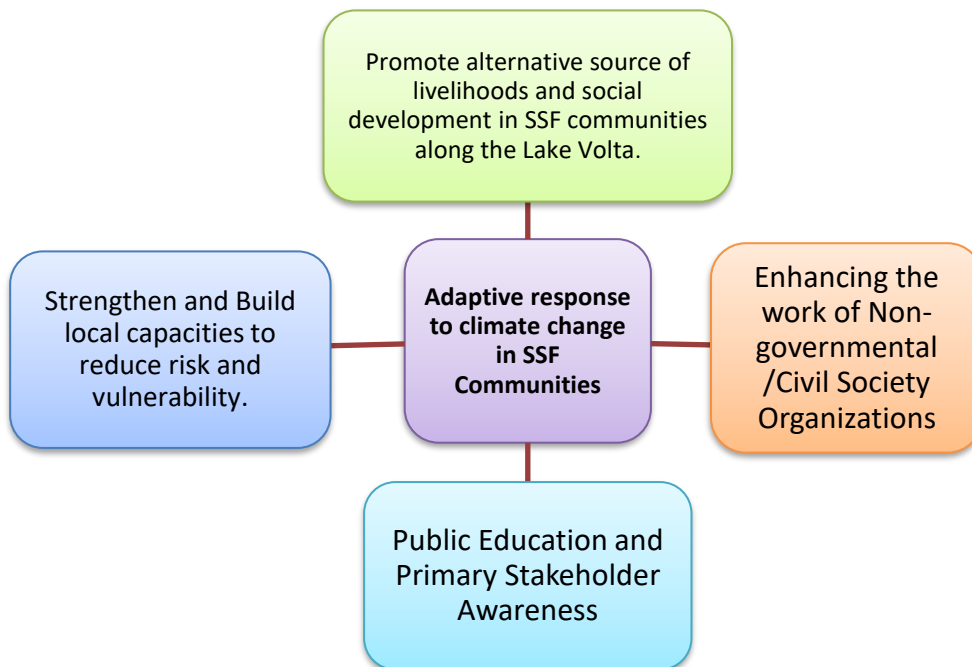 Promote alternative source of
livelihoods and social
development in SSF communities
along the Lake Volta.
Strengthen and Build
local capacities to
reduce risk and
vulnerability.
Adaptive response
to climate change
in SSF
Communities
Enhancing the
work of Non-
governmental
/Civil Society
Organizations
Public Education and
Primary Stakeholder
Awareness